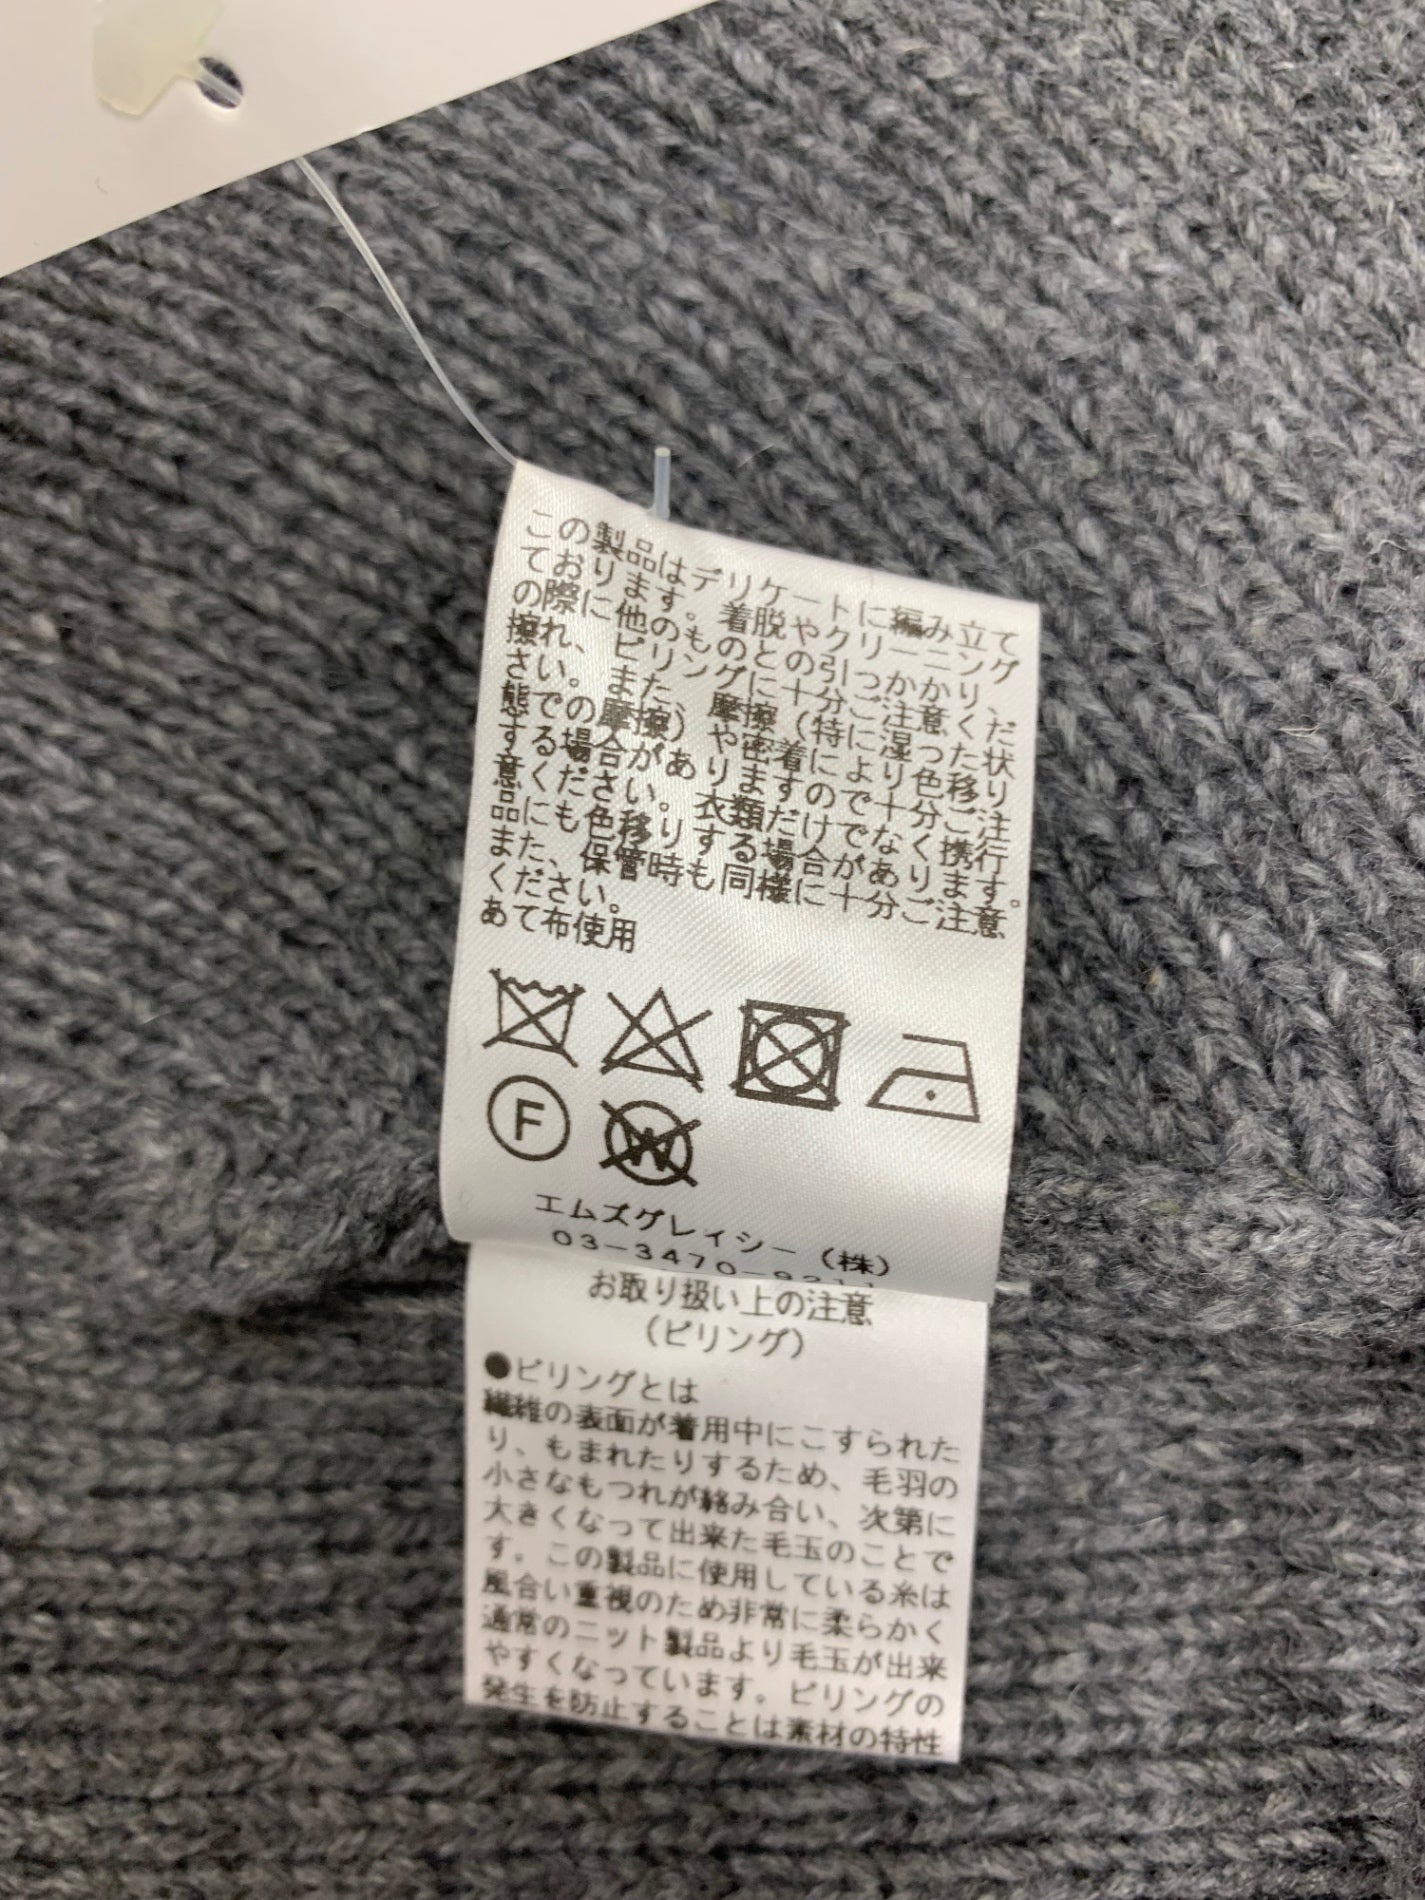 この製品はデリケートに編み立て
ております。着脱やクリーニング
の際に他のものとの引っかかり、
擦れ、ピリングに十分ご注意くだ
さい。また、摩擦(特に湿った状
態での摩擦)や密着により色移り
する場合がありますので十分ご注
意ください。衣類だけでなく携行
品にも色移りする場合があります。
また、保管時も同様に十分ご注意
ください。
あて布使用
F
W
エムズグレイシー(株)
03-3470-
お取り扱い上の注意
(ピリング)
●ピリングとは
繊維の表面が着用中にこすられた
り、もまれたりするため、毛羽の
小さなもつれが絡み合い、次第に
大きくなって出来た毛玉のことで
す。この製品に使用している糸は
風合い重視のため非常に柔らかく
通常のニット製品より毛玉が出来
やすくなっています。ピリングの
発生を防止することは素材の特性